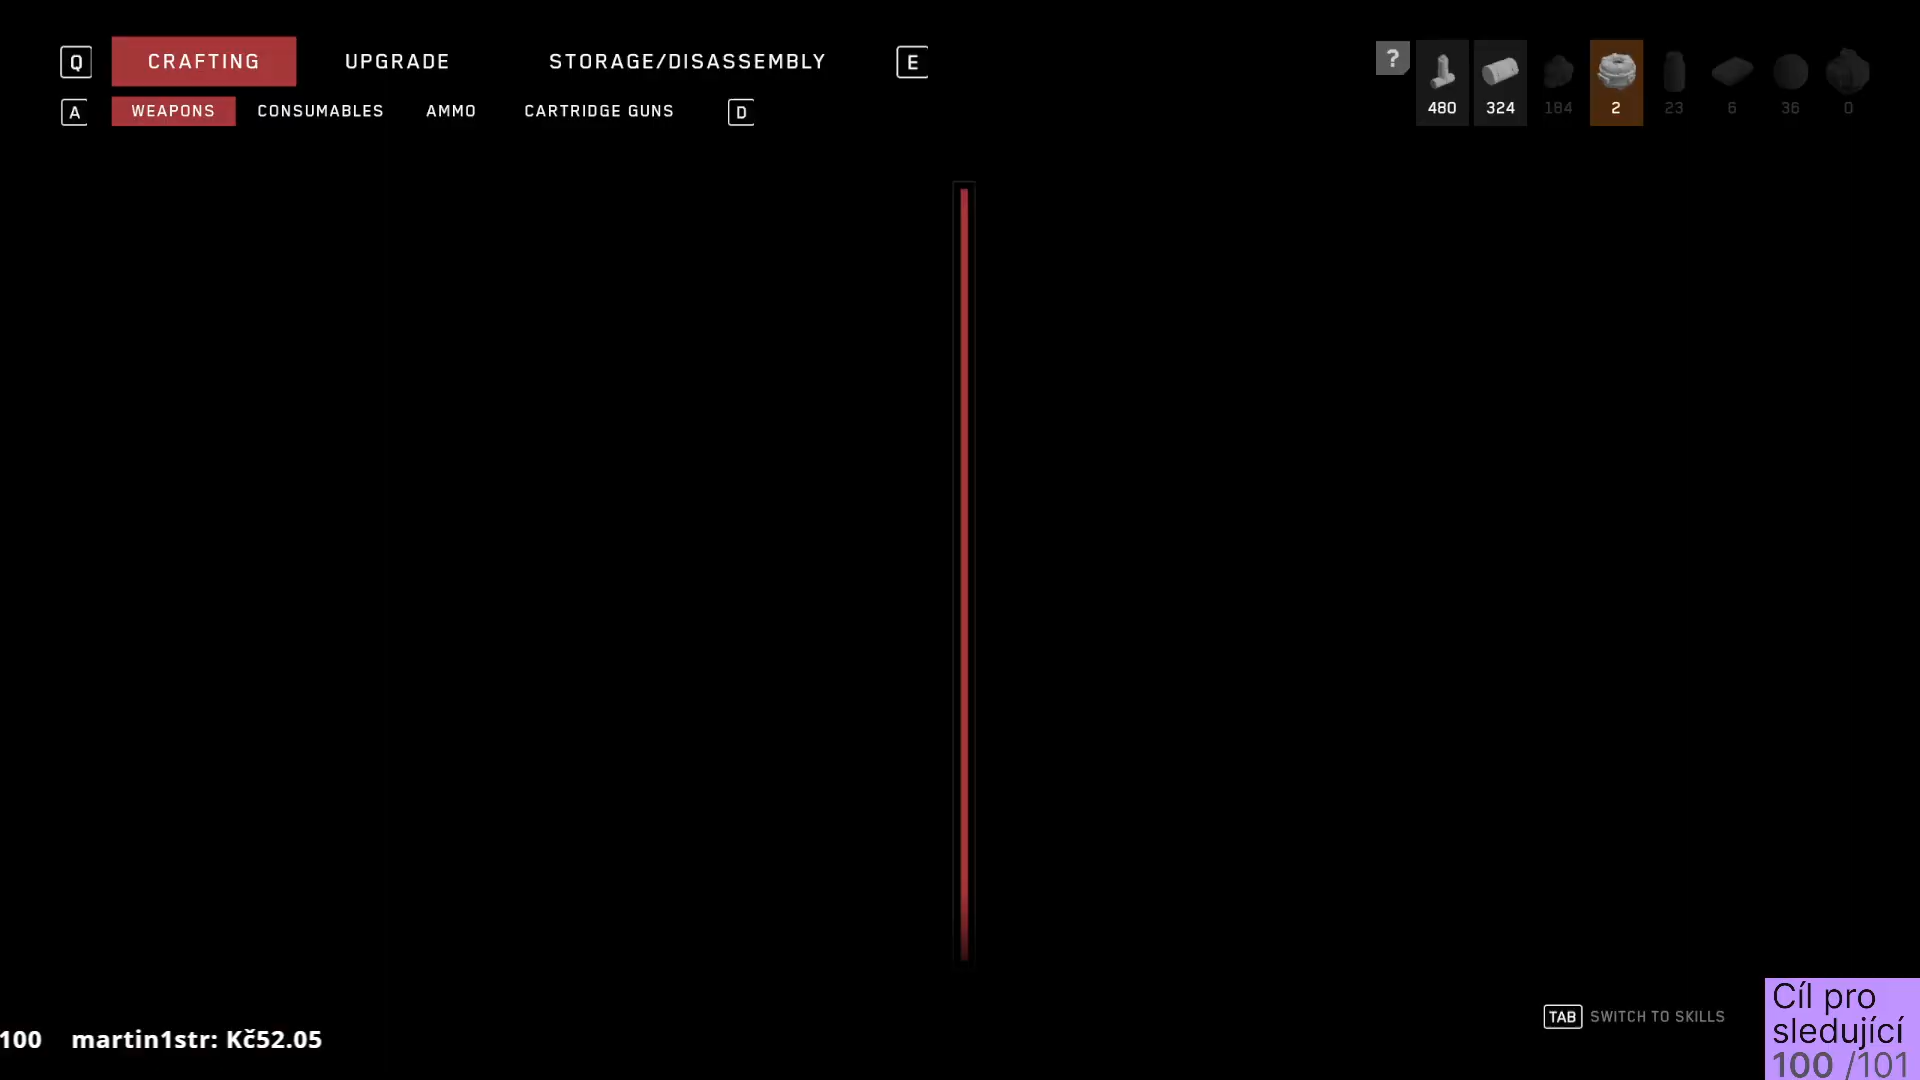 Q CRAFTING UPGRADE STORAGE/DISASSEMBLY E
A WEAPONS CONSUMABLES AMMO CARTRIDGE GUNS D
?
480 324 184 2 23 6 36 0
TAB SWITCH TO SKILLS
100 martin1str: Kč52.05
Cíl pro
sledující
100 /101